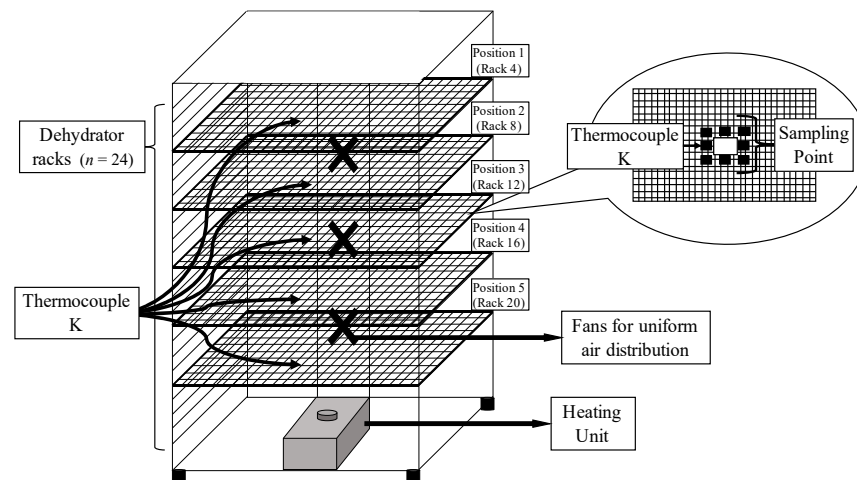 Position 1
(Rack 4)
Position 2
(Rack 8)
Position 3
(Rack 12)
Position 4
(Rack 16)
Position 5
(Rack 20)
Dehydrator
racks (n = 24)
Thermocouple
K
Thermocouple
K
Sampling
Point
Fans for uniform
air distribution
Heating
Unit